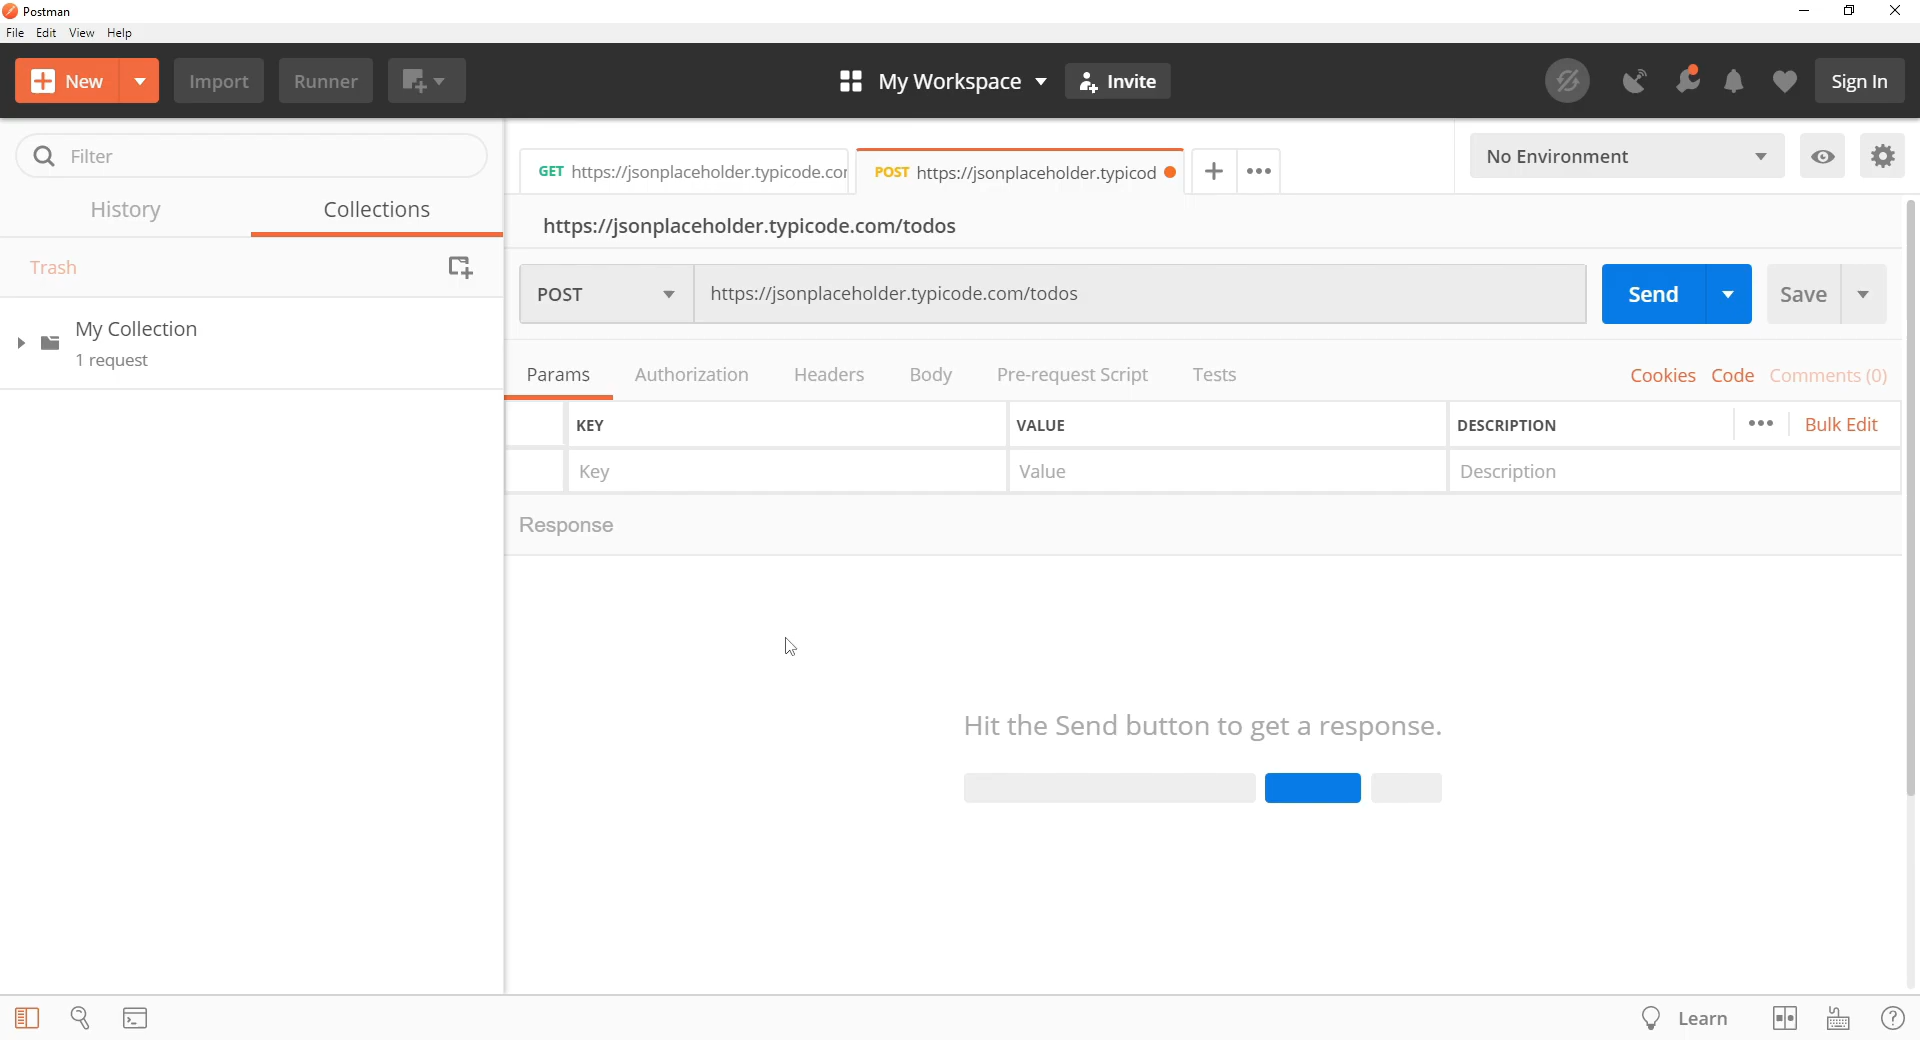 Postman
File Edit View Help
New Import Runner My Workspace Invite Sign In
Filter
History Collections
Trash
My Collection
1 request
GET https://jsonplaceholder.typicode.cor POST https://jsonplaceholder.typicod
No Environment
https://jsonplaceholder.typicode.com/todos
POST https://jsonplaceholder.typicode.com/todos Send Save
Params Authorization Headers Body Pre-request Script Tests Cookies Code Comments (0)
KEY VALUE DESCRIPTION ••• Bulk Edit
Key Value Description
Response
Hit the Send button to get a response.
Learn